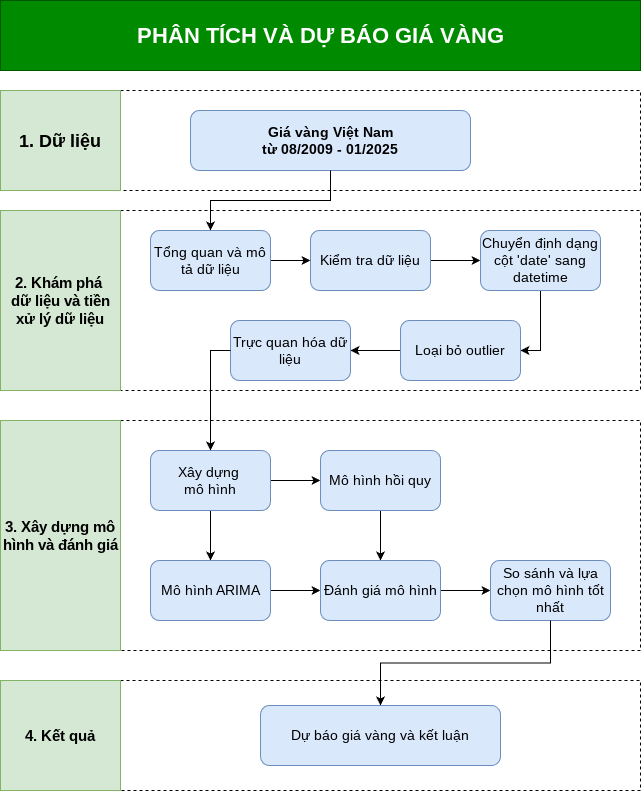 PHÂN TÍCH VÀ DỰ BÁO GIÁ VÀNG
1. Dữ liệu
Giá vàng Việt Nam
từ 08/2009 - 01/2025
2. Khám phá
dữ liệu và tiền
xử lý dữ liệu
Tổng quan và mô
tả dữ liệu
Kiểm tra dữ liệu
Chuyển định dạng
cột 'date' sang
datetime
Trực quan hóa dữ
liệu
Loại bỏ outlier
3. Xây dựng mô
hình và đánh giá
Xây dựng
mô hình
Mô hình hồi quy
Mô hình ARIMA
Đánh giá mô hình
So sánh và lựa
chọn mô hình tốt
nhất
4. Kết quả
Dự báo giá vàng và kết luận